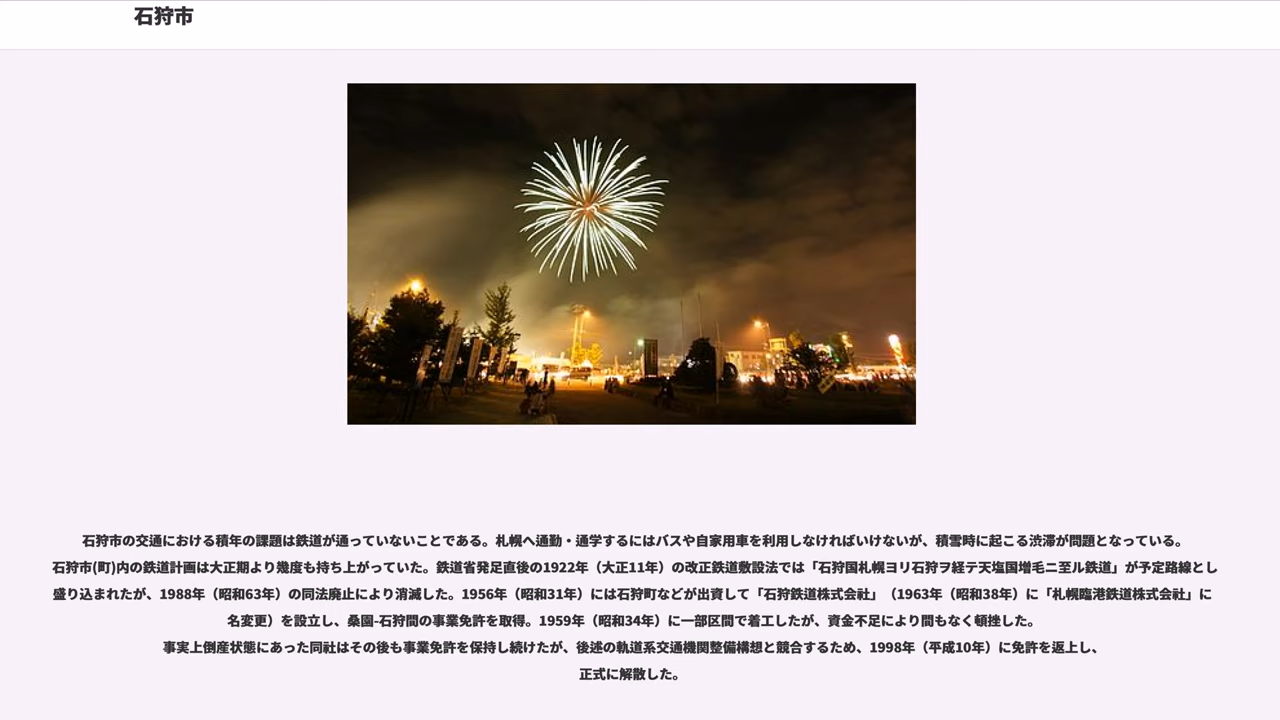 石狩市
石狩市の交通における積年の課題は鉄道が通っていないことである。札幌へ通勤・通学するにはバスや自家用車を利用しなければいけないが、積雪時に起こる渋滞が問題となっている。
石狩市(町)内の鉄道計画は大正期より幾度も持ち上がっていた。鉄道省発足直後の1922年（大正11年）の改正鉄道敷設法では「石狩国札幌ヨリ石狩ヲ経テ天塩国増毛ニ至ル鉄道」が予定路線とし
盛り込まれたが、1988年（昭和63年）の同法廃止により消滅した。1956年（昭和31年）には石狩町などが出資して「石狩鉄道株式会社」（1963年（昭和38年）に「札幌臨港鉄道株式会社」に
名変更）を設立し、桑園-石狩間の事業免許を取得。1959年（昭和34年）に一部区間で着工したが、資金不足により間もなく頓挫した。
事実上倒産状態にあった同社はその後も事業免許を保持し続けたが、後述の軌道系交通機関整備構想と競合するため、1998年（平成10年）に免許を返上し、
正式に解散した。